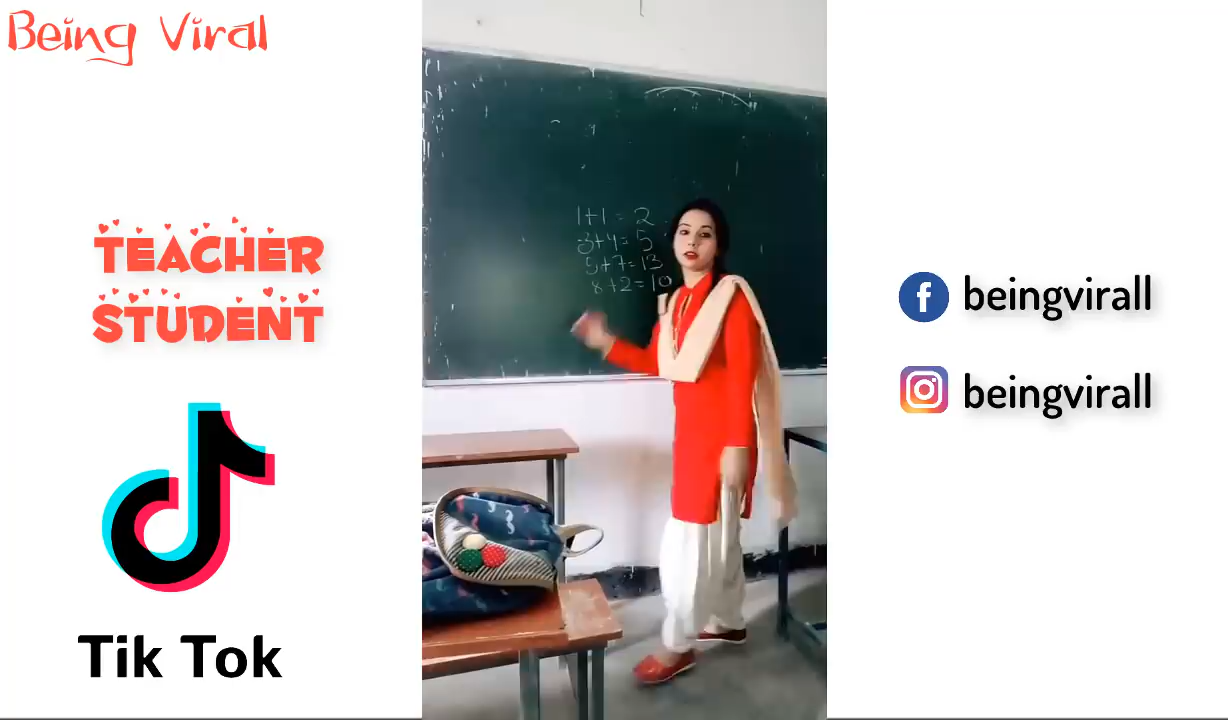 Being Viral
TEACHER
STUDENT
Tik Tok
1+1 = 2
3+4=5
5+7=13
8+2=10
beingvirall
beingvirall